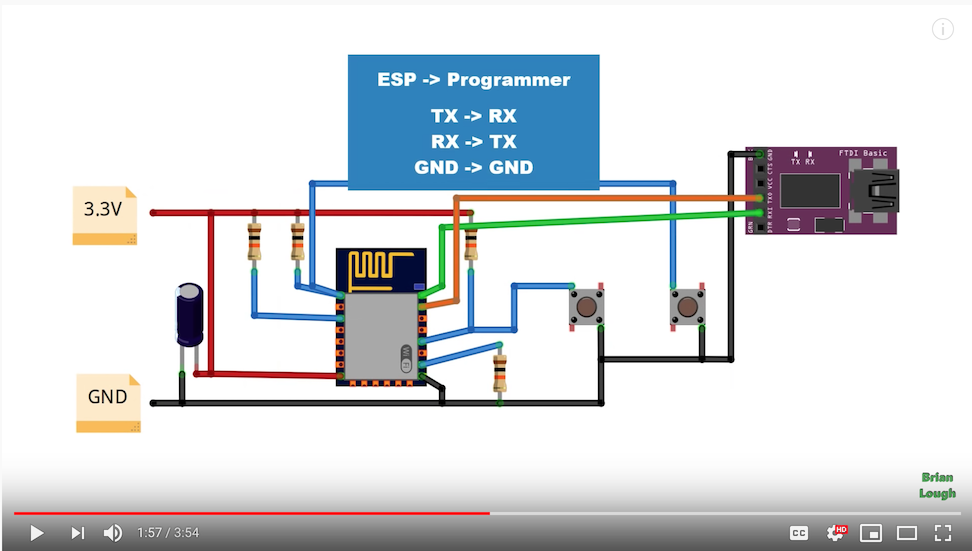 ESP -> Programmer
TX -> RX
RX -> TX
GND -> GND
3.3V
GND
FTDI Basic
TX RX
GND
CTS
VCC
TXO
RXI
DTR
GRN
Brian
Lough
1:57 / 3:54
CC
HD